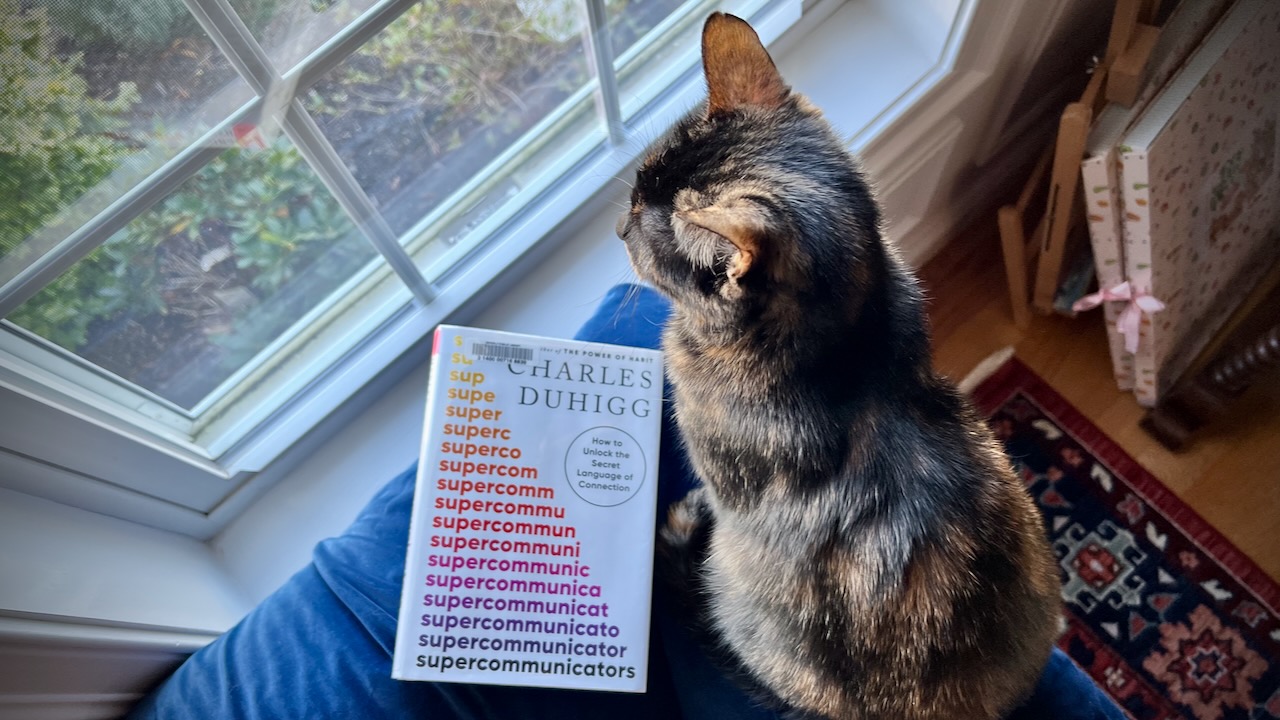 of THE POWER OF HABIT
CHARLES
DUHIGG
How to
Unlock the
Secret
Language of
Connection
s
su
sup
supe
super
superc
superco
supercom
supercomm
supercommu
supercommun
supercommuni
supercommunic
supercommunica
supercommunicat
supercommunicato
supercommunicator
supercommunicators